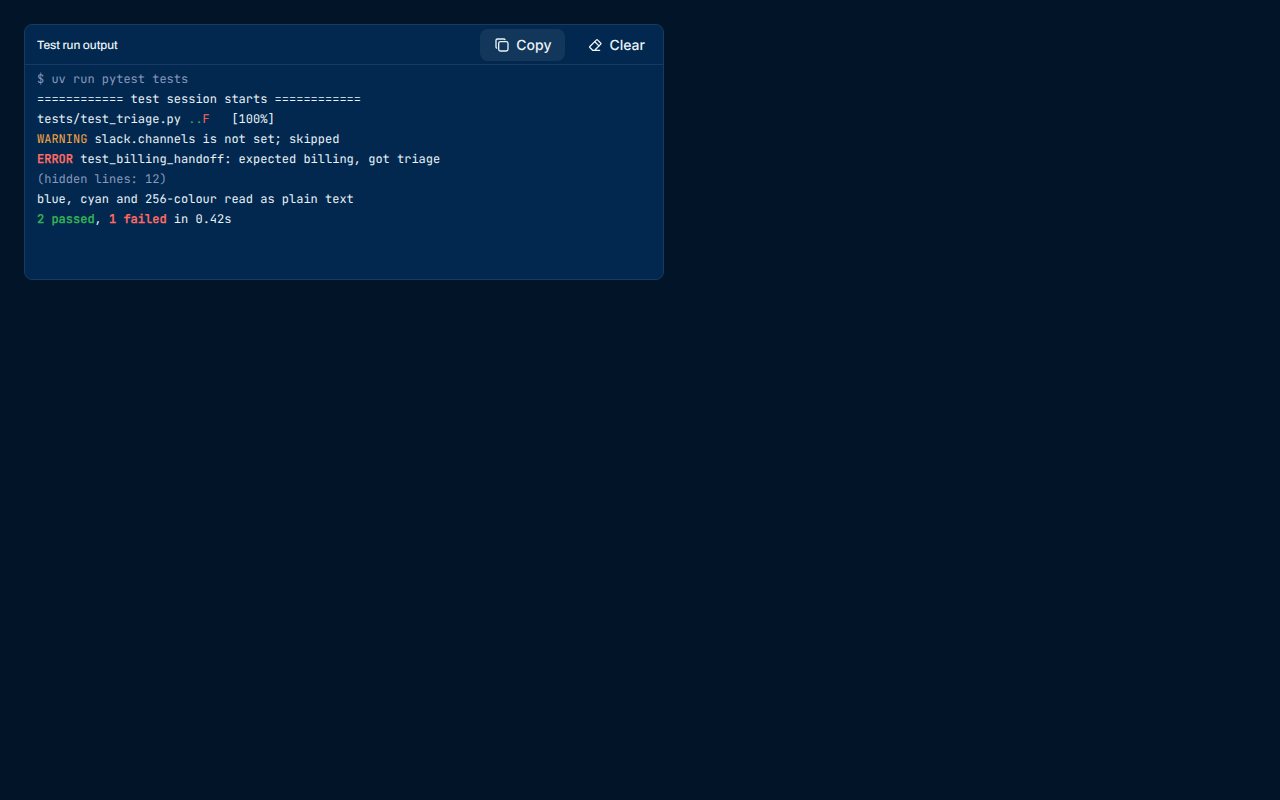 Test run output
Copy
Clear
$ uv run pytest tests
============ test session starts ============
tests/test_triage.py ..F   [100%]
WARNING slack.channels is not set; skipped
ERROR test_billing_handoff: expected billing, got triage
(hidden lines: 12)
blue, cyan and 256-colour read as plain text
2 passed, 1 failed in 0.42s